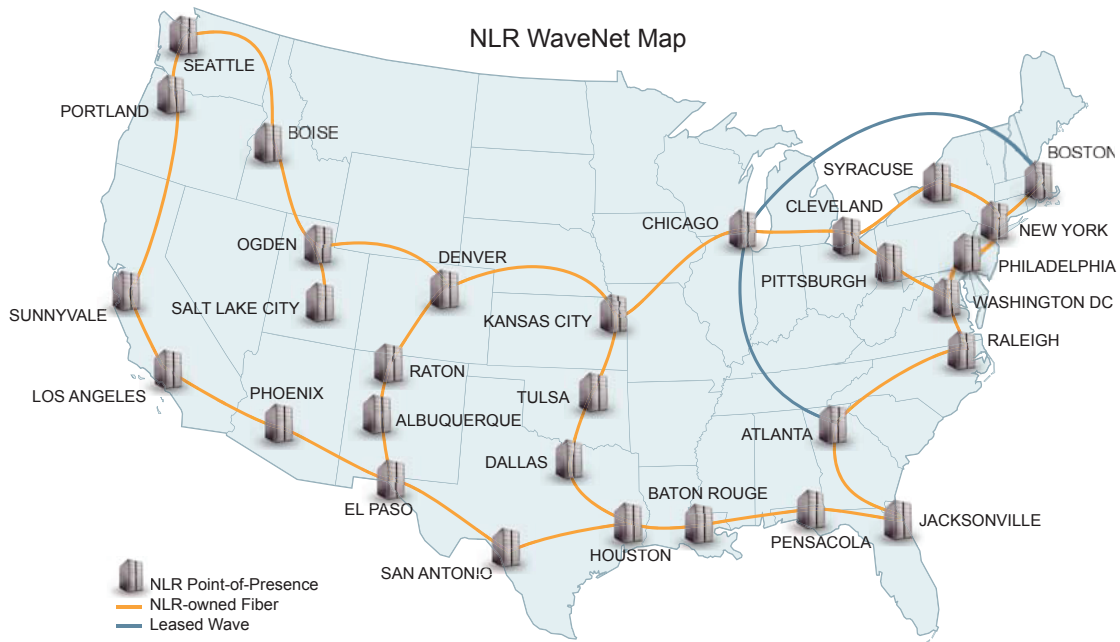 NLR WaveNet Map
SEATTLE
PORTLAND
BOISE
BOSTON
SYRACUSE
CLEVELAND
CHICAGO
NEW YORK
OGDEN
DENVER
PHILADELPHIA
PITTSBURGH
SALT LAKE CITY
WASHINGTON DC
SUNNYVALE
KANSAS CITY
RALEIGH
RATON
LOS ANGELES
PHOENIX
TULSA
ALBUQUERQUE
ATLANTA
DALLAS
BATON ROUGE
EL PASO
JACKSONVILLE
PENSACOLA
HOUSTON
SAN ANTONIO
NLR Point-of-Presence
NLR-owned Fiber
Leased Wave